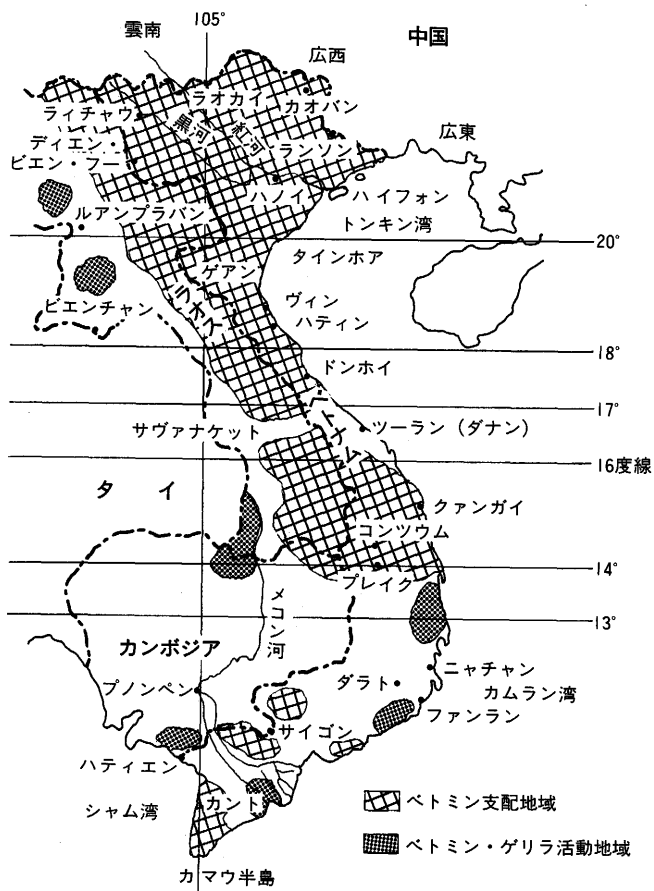 雲南
105°
中国
広西
ラオカイ
カオバン
ライチャウ
黒河
紅河
広東
ディエン・
ビエン・フー
ランソン
ハノイ
ハイフォン
ルアンプラバン
トンキン湾
20°
ゲアン
タインホア
ラオス
ビエンチャン
ヴィン
ハティン
18°
ドンホイ
17°
ベトナム
サヴァナケット
ツーラン（ダナン）
16度線
タイ
クァンガイ
コンツウム
プレイク
14°
メコン河
13°
カンボジア
ニャチャン
プノンペン
ダラト
カムラン湾
ファンラン
サイゴン
ハティエン
カント
シャム湾
ベトミン支配地域
ベトミン・ゲリラ活動地域
カマウ半島